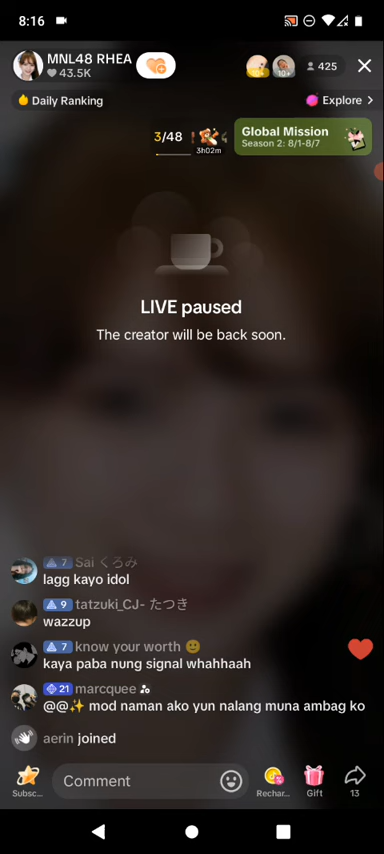 8:16
MNL48 RHEA
43.5K
10+
425
Daily Ranking
Explore
3/48
3h02m
Global Mission
Season 2: 8/1-8/7
LIVE paused
The creator will be back soon.
7 Sai くろみ
lagg kayo idol
9 tatzuki_CJ- たつき
wazzup
7 know your worth 🙂
kaya paba nung signal whahhaah
21 marcquee
@@✨ mod naman ako yun nalang muna ambag ko
aerin joined
Subsc...
Comment
Rechar...
Gift
13